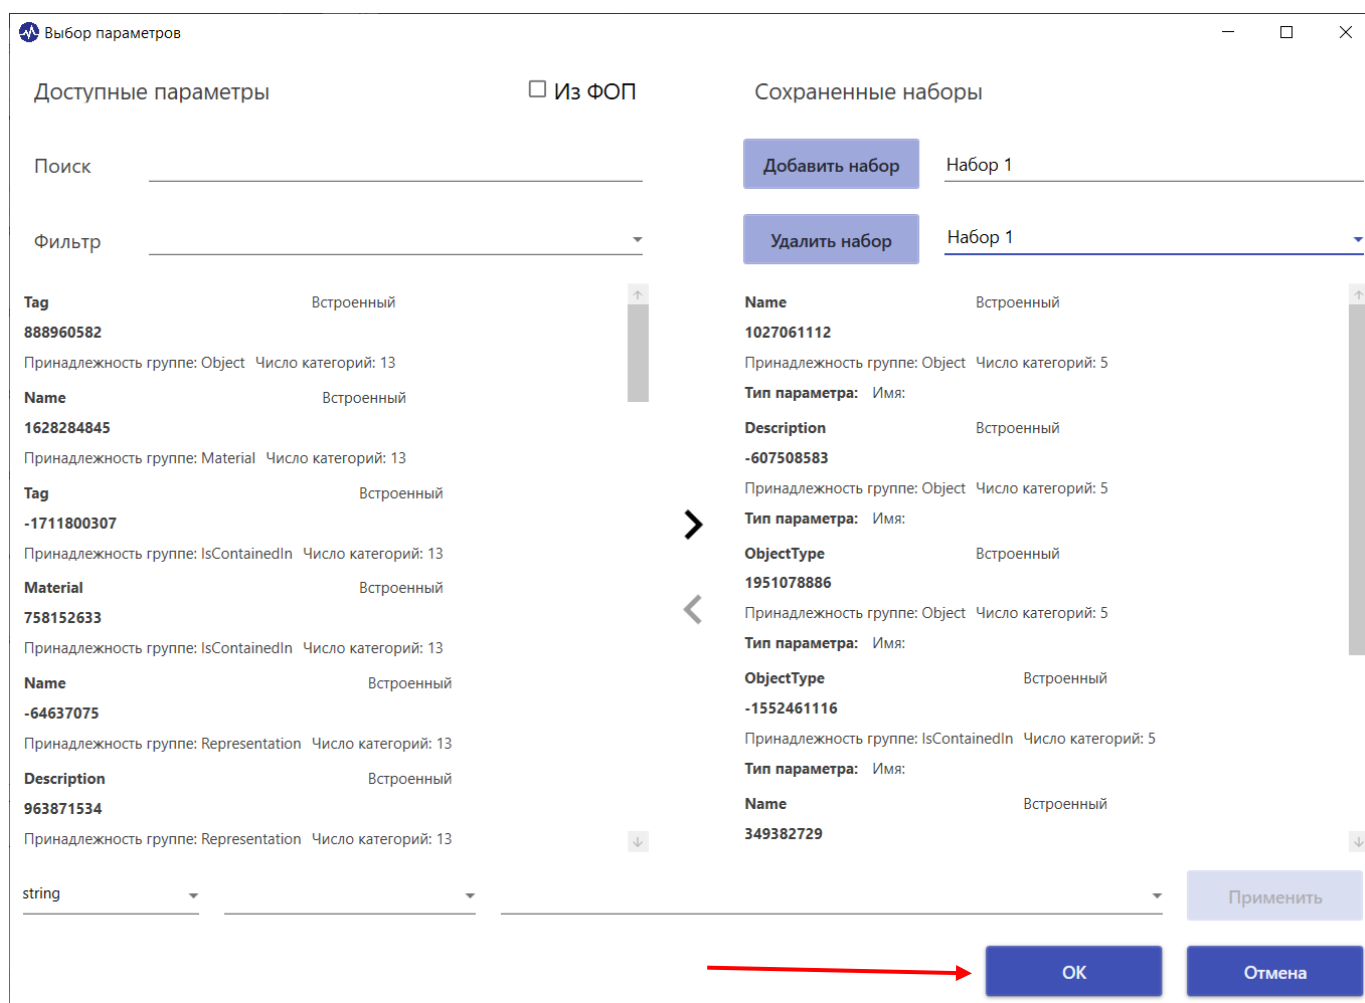 Выбор параметров
Доступные параметры
Из ФОП
Поиск
Фильтр
Tag Встроенный
888960582
Принадлежность группе: Object Число категорий: 13
Name Встроенный
1628284845
Принадлежность группе: Material Число категорий: 13
Tag Встроенный
-1711800307
Принадлежность группе: IsContainedIn Число категорий: 13
Material Встроенный
758152633
Принадлежность группе: IsContainedIn Число категорий: 13
Name Встроенный
-64637075
Принадлежность группе: Representation Число категорий: 13
Description Встроенный
963871534
Принадлежность группе: Representation Число категорий: 13
Сохраненные наборы
Добавить набор Набор 1
Удалить набор Набор 1
Name Встроенный
1027061112
Принадлежность группе: Object Число категорий: 5
Тип параметра: Имя:
Description Встроенный
-607508583
Принадлежность группе: Object Число категорий: 5
Тип параметра: Имя:
ObjectType Встроенный
1951078886
Принадлежность группе: Object Число категорий: 5
Тип параметра: Имя:
ObjectType Встроенный
-1552461116
Принадлежность группе: IsContainedIn Число категорий: 5
Тип параметра: Имя:
Name Встроенный
349382729
string
Применить
ОК
Отмена